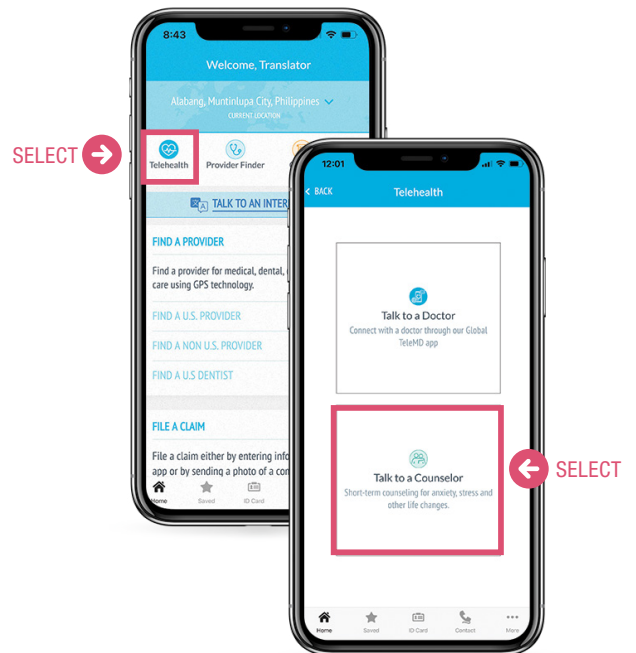 8:43
Welcome, Translator
Alabang, Muntinlupa City, Philippines
CURRENT LOCATION
SELECT
Telehealth
Provider Finder
TALK TO AN
FIND A PROVIDER
Find a provider for medical, dental,
care using GPS technology.
FIND A U.S. PROVIDER
FIND A NON U.S. PROVIDER
FIND A U.S DENTIST
FILE A CLAIM
File a claim either by entering
app or by sending a photo of a
Home
Saved
ID Card
12:01
BACK
Telehealth
Talk to a Doctor
Connect with a doctor through our Global
TeleMD app
Talk to a Counselor
Short-term counseling for anxiety, stress and
other life changes.
SELECT
Home
Saved
ID Card
Contact
More